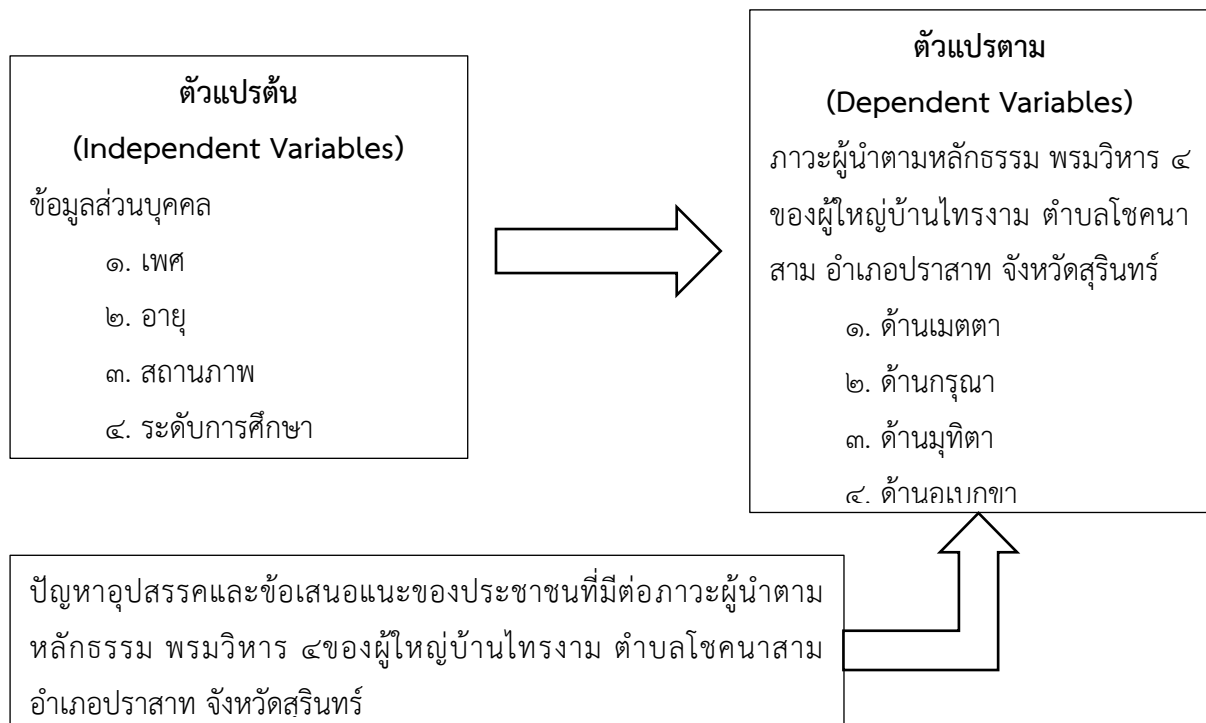 ตัวแปรต้น
(Independent Variables)
ข้อมูลส่วนบุคคล
๑. เพศ
๒. อายุ
๓. สถานภาพ
๔. ระดับการศึกษา
ตัวแปรตาม
(Dependent Variables)
ภาวะผู้นำตามหลักธรรม พรมวิหาร ๔
ของผู้ใหญ่บ้านไทรงาม ตำบลโชคนา
สาม อำเภอปราสาท จังหวัดสุรินทร์
๑. ด้านเมตตา
๒. ด้านกรุณา
๓. ด้านมุทิตา
๔. ด้านอุเบกขา
ปัญหาอุปสรรคและข้อเสนอแนะของประชาชนที่มีต่อภาวะผู้นำตาม
หลักธรรม พรมวิหาร ๔ของผู้ใหญ่บ้านไทรงาม ตำบลโชคนาสาม
อำเภอปราสาท จังหวัดสุรินทร์